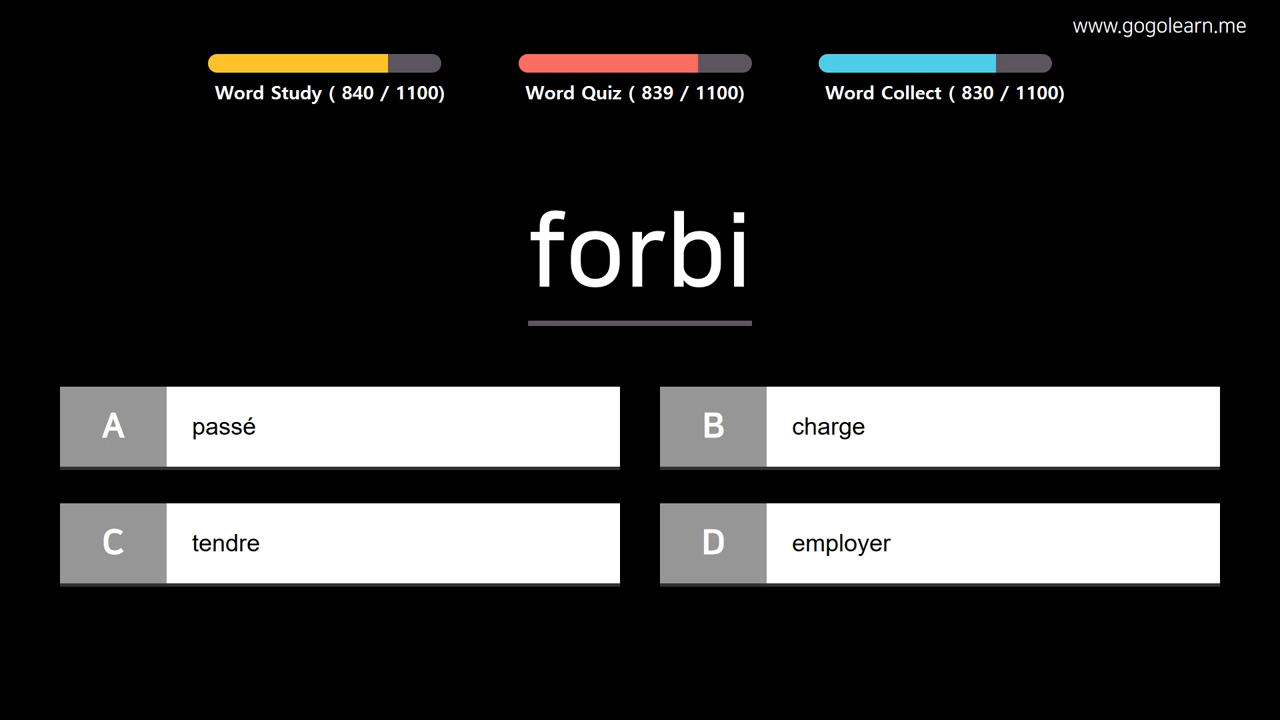 www.gogolearn.me
Word Study ( 840 / 1100)
Word Quiz ( 839 / 1100)
Word Collect ( 830 / 1100)
forbi
A passé
B charge
C tendre
D employer